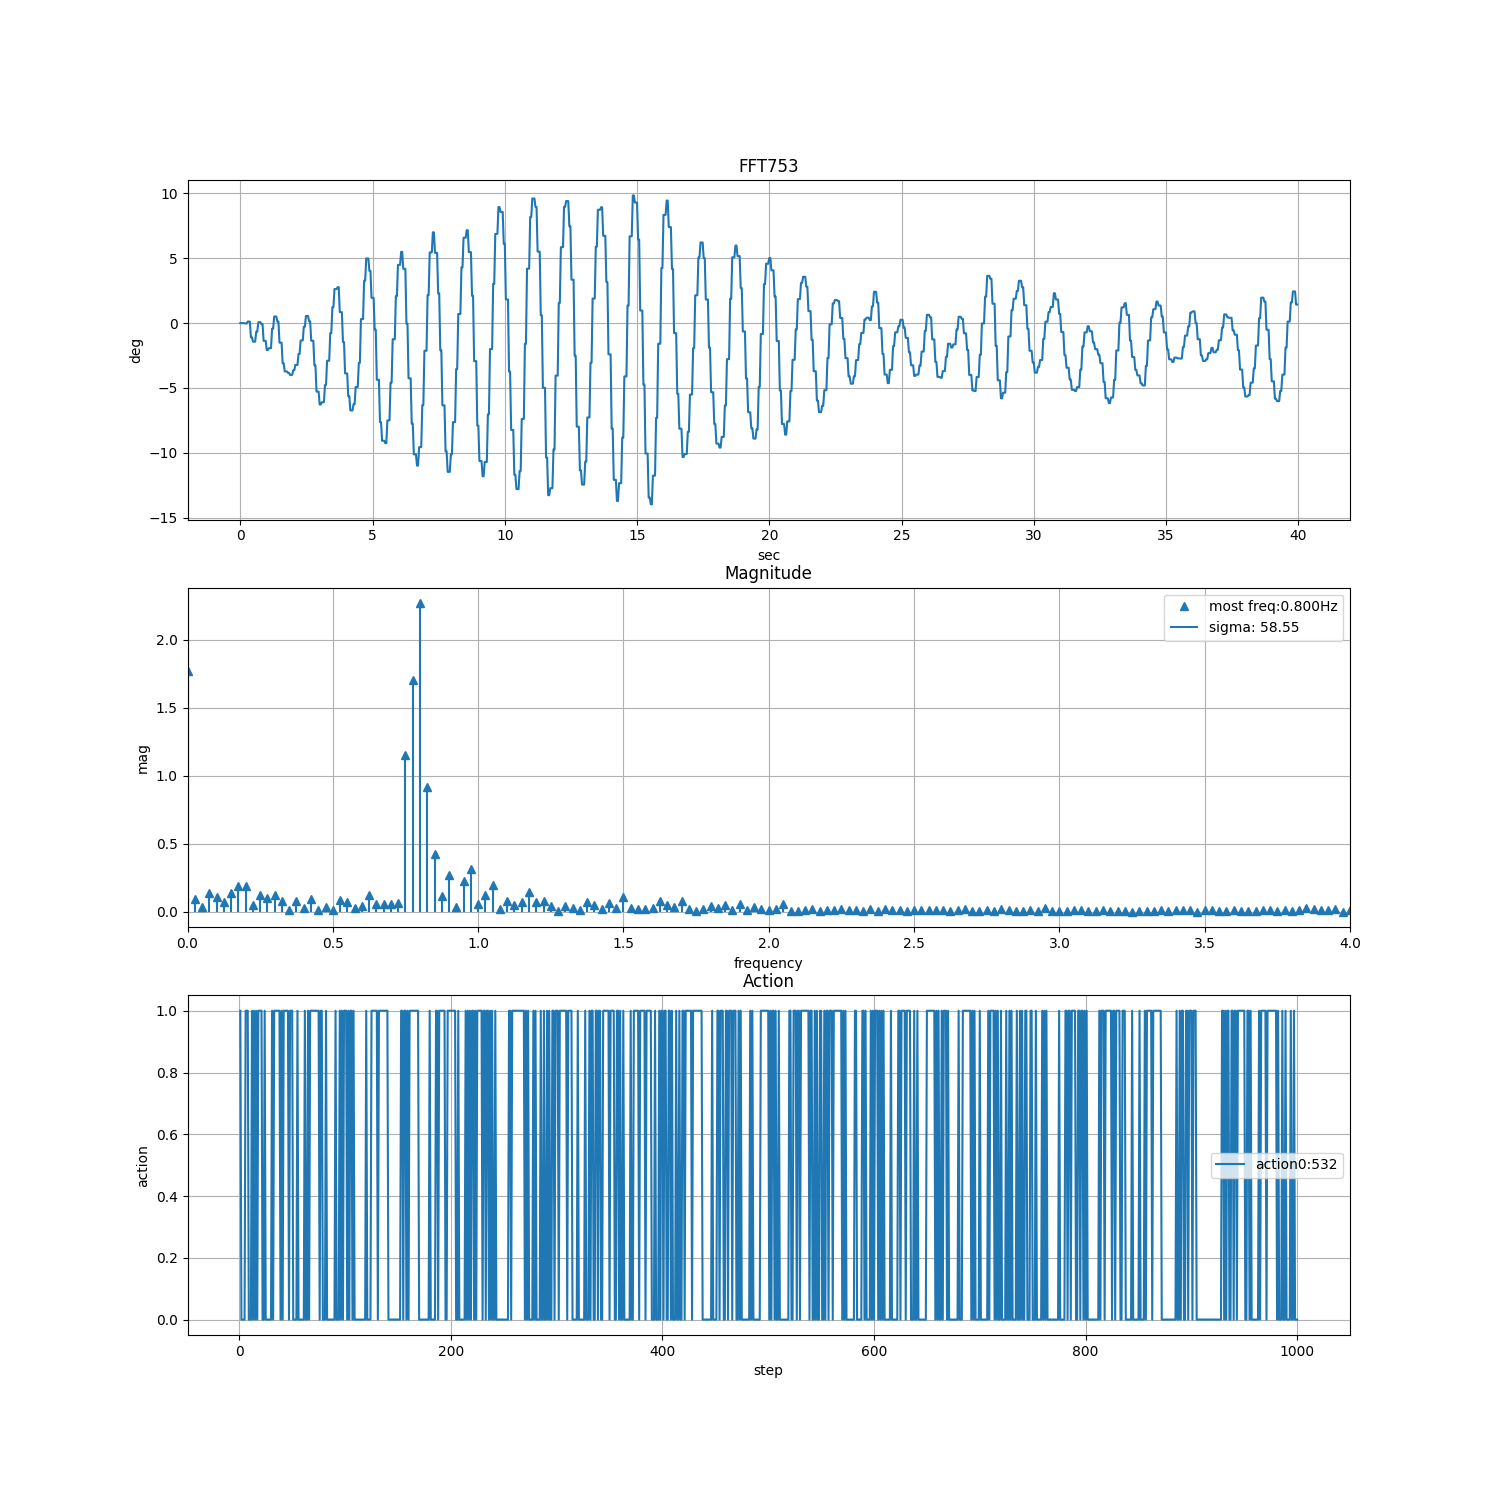 FFT753
10
5
0
−5
−10
−15
deg
0 5 10 15 20 25 30 35 40
sec
Magnitude
most freq:0.800Hz
sigma: 58.55
2.0
1.5
1.0
0.5
0.0
mag
0.0 0.5 1.0 1.5 2.0 2.5 3.0 3.5 4.0
frequency
Action
1.0
0.8
0.6
0.4
0.2
0.0
action
action0:532
0 200 400 600 800 1000
step